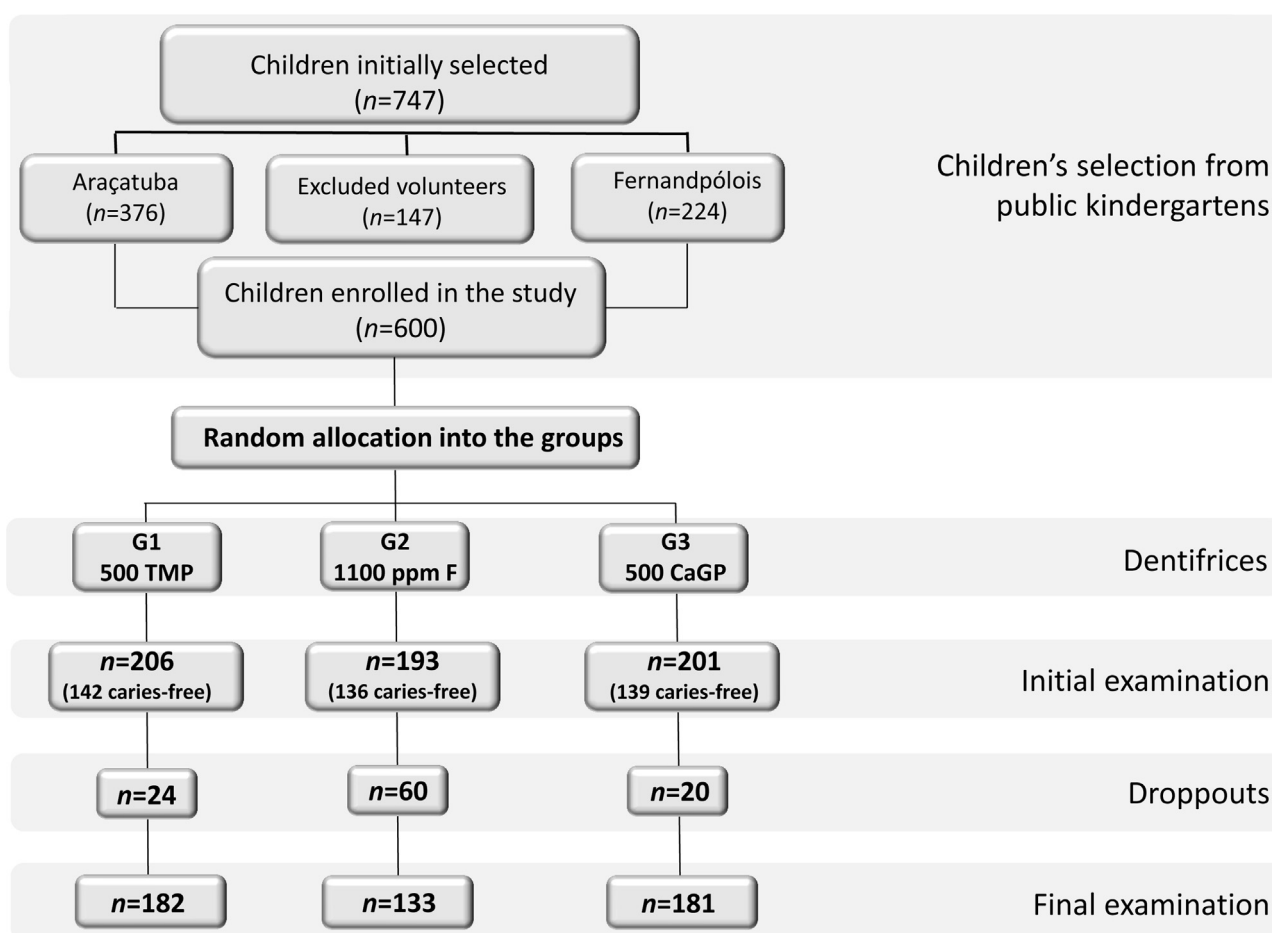 Children initially selected
(n=747)
Araçatuba
(n=376)
Excluded volunteers
(n=147)
Fernandpólois
(n=224)
Children's selection from
public kindergartens
Children enrolled in the study
(n=600)
Random allocation into the groups
G1
500 TMP
G2
1100 ppm F
G3
500 CaGP
Dentifrices
n=206
(142 caries-free)
n=193
(136 caries-free)
n=201
(139 caries-free)
Initial examination
n=24
n=60
n=20
Droppouts
n=182
n=133
n=181
Final examination